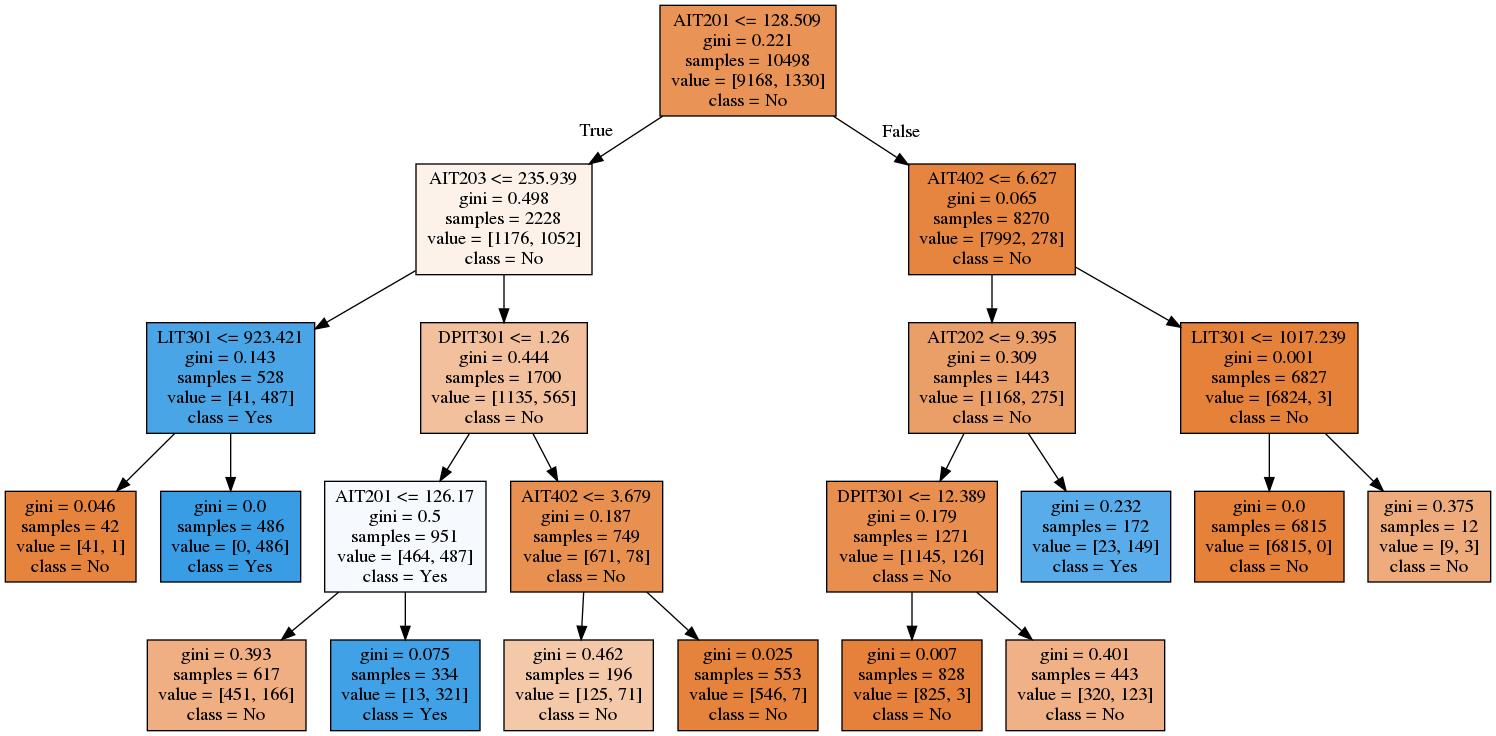 AIT201 <= 128.509
gini = 0.221
samples = 10498
value = [9168, 1330]
class = No
True
False
AIT203 <= 235.939
gini = 0.498
samples = 2228
value = [1176, 1052]
class = No
AIT402 <= 6.627
gini = 0.065
samples = 8270
value = [7992, 278]
class = No
LIT301 <= 923.421
gini = 0.143
samples = 528
value = [41, 487]
class = Yes
DPIT301 <= 1.26
gini = 0.444
samples = 1700
value = [1135, 565]
class = No
AIT202 <= 9.395
gini = 0.309
samples = 1443
value = [1168, 275]
class = No
LIT301 <= 1017.239
gini = 0.001
samples = 6827
value = [6824, 3]
class = No
gini = 0.046
samples = 42
value = [41, 1]
class = No
gini = 0.0
samples = 486
value = [0, 486]
class = Yes
AIT201 <= 126.17
gini = 0.5
samples = 951
value = [464, 487]
class = Yes
AIT402 <= 3.679
gini = 0.187
samples = 749
value = [671, 78]
class = No
DPIT301 <= 12.389
gini = 0.179
samples = 1271
value = [1145, 126]
class = No
gini = 0.232
samples = 172
value = [23, 149]
class = Yes
gini = 0.0
samples = 6815
value = [6815, 0]
class = No
gini = 0.375
samples = 12
value = [9, 3]
class = No
gini = 0.393
samples = 617
value = [451, 166]
class = No
gini = 0.075
samples = 334
value = [13, 321]
class = Yes
gini = 0.462
samples = 196
value = [125, 71]
class = No
gini = 0.025
samples = 553
value = [546, 7]
class = No
gini = 0.007
samples = 828
value = [825, 3]
class = No
gini = 0.401
samples = 443
value = [320, 123]
class = No